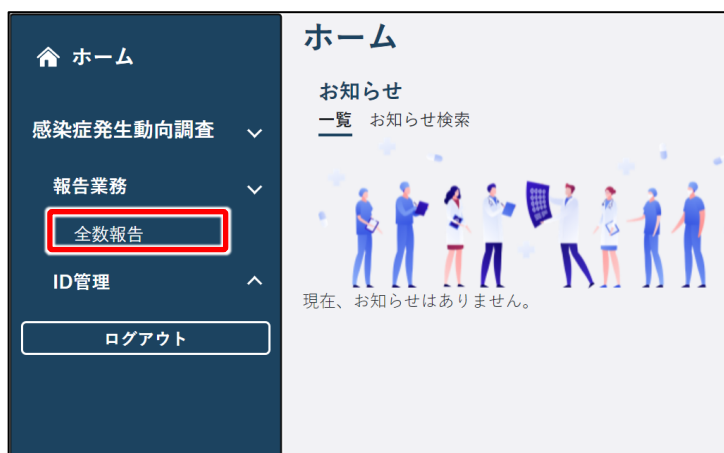 ホーム
感染症発生動向調査
報告業務
全数報告
ID管理
ログアウト
ホーム
お知らせ
一覧 お知らせ検索
現在、お知らせはありません。